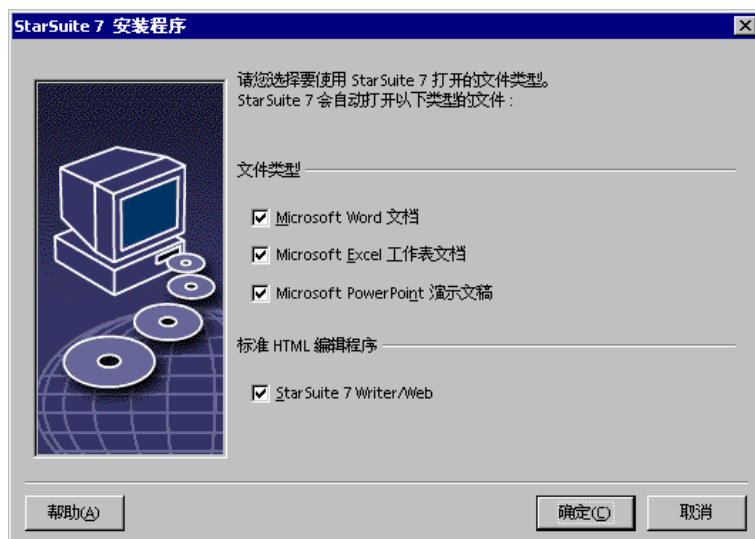 StarSuite 7 安装程序
请您选择要使用 StarSuite 7 打开的文件类型。
StarSuite 7 会自动打开以下类型的文件：
文件类型
Microsoft Word 文档
Microsoft Excel 工作表文档
Microsoft PowerPoint 演示文稿
标准 HTML 编辑程序
StarSuite 7 Writer/Web
帮助(A)
确定(C)
取消